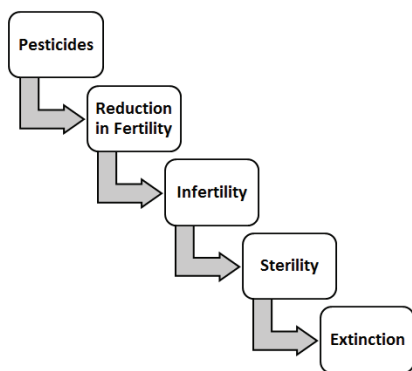 Pesticides
Reduction
in Fertility
Infertility
Sterility
Extinction